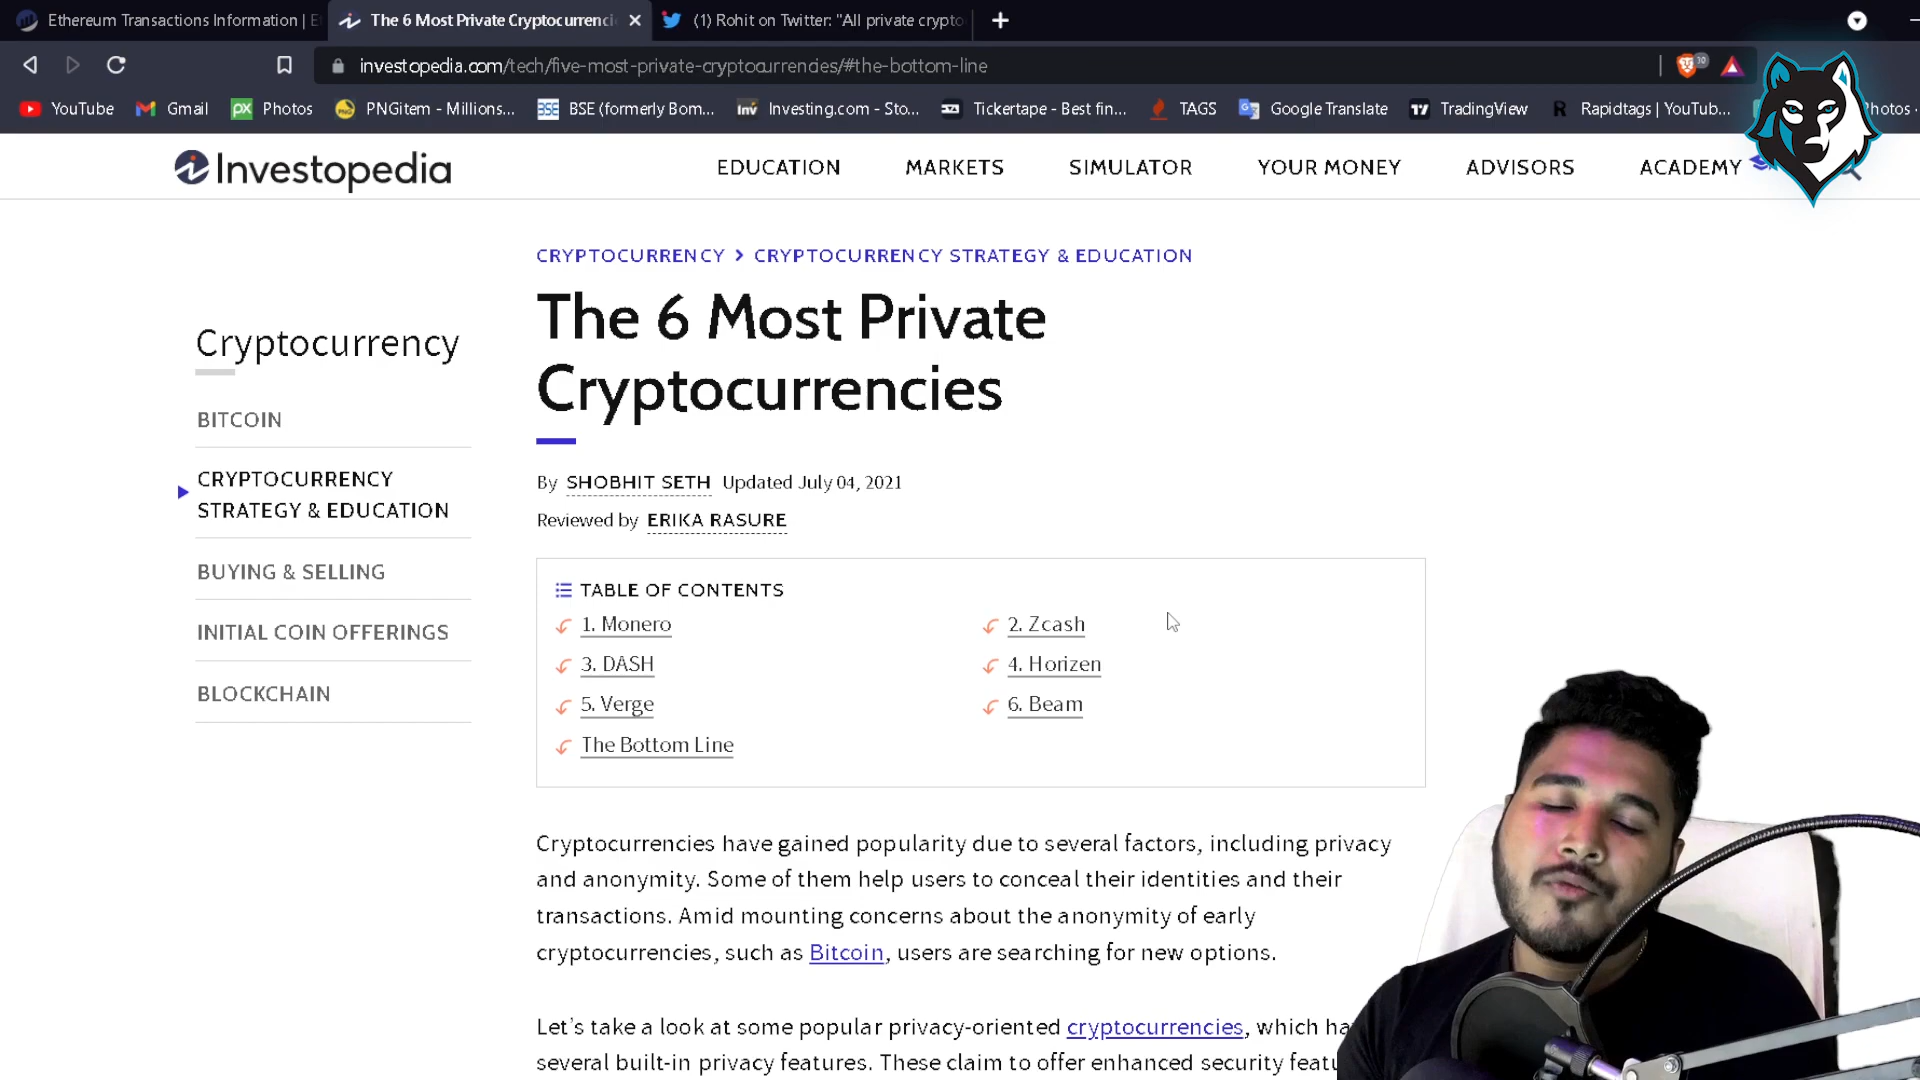 Ethereum Transactions Information | E
The 6 Most Private Cryptocurrenci
(1) Rohit on Twitter: "All private crypto
investopedia.com/tech/five-most-private-cryptocurrencies/#the-bottom-line
10
YouTube
Gmail
PX Photos
PNGitem - Millions...
BSE BSE (formerly Bom...
Inv Investing.com - Sto...
Tickertape - Best fin...
TAGS
Google Translate
TradingView
R Rapidtags | YouTub...
Photos
Investopedia
EDUCATION
MARKETS
SIMULATOR
YOUR MONEY
ADVISORS
ACADEMY
CRYPTOCURRENCY > CRYPTOCURRENCY STRATEGY & EDUCATION
The 6 Most Private
Cryptocurrencies
By SHOBHIT SETH Updated July 04, 2021
Reviewed by ERIKA RASURE
Cryptocurrency
BITCOIN
CRYPTOCURRENCY
STRATEGY & EDUCATION
BUYING & SELLING
INITIAL COIN OFFERINGS
BLOCKCHAIN
TABLE OF CONTENTS
1. Monero
2. Zcash
3. DASH
4. Horizen
5. Verge
6. Beam
The Bottom Line
Cryptocurrencies have gained popularity due to several factors, including privacy
and anonymity. Some of them help users to conceal their identities and their
transactions. Amid mounting concerns about the anonymity of early
cryptocurrencies, such as Bitcoin, users are searching for new options.
Let's take a look at some popular privacy-oriented cryptocurrencies, which ha
several built-in privacy features. These claim to offer enhanced security featu